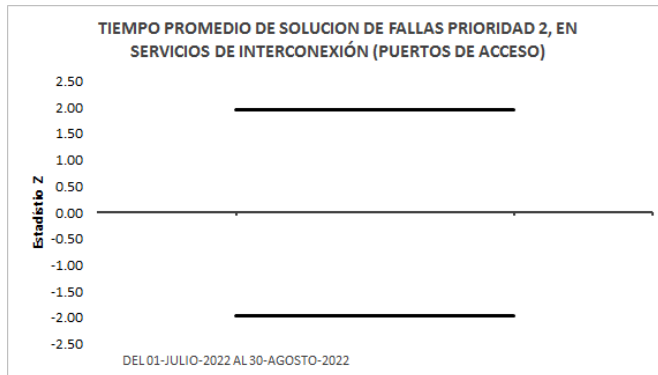 TIEMPO PROMEDIO DE SOLUCION DE FALLAS PRIORIDAD 2, EN
SERVICIOS DE INTERCONEXIÓN (PUERTOS DE ACCESO)
2.50
2.00
1.50
1.00
0.50
0.00
-0.50
-1.00
-1.50
-2.00
-2.50
Estadístio Z
DEL 01-JULIO-2022 AL 30-AGOSTO-2022